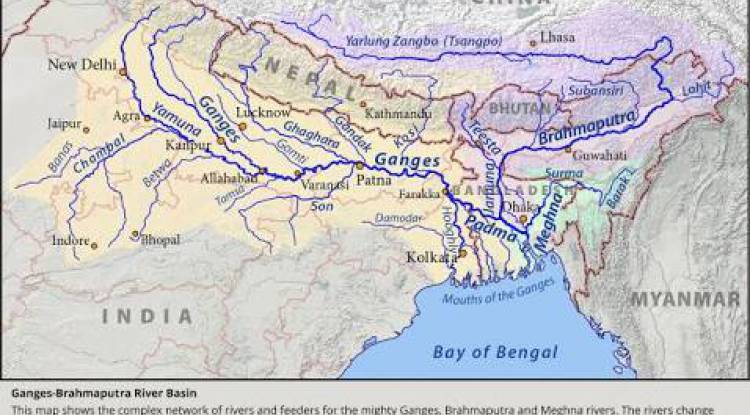 CHINA
Yarlung Zangbo (Tsangpo)
Lhasa
New Delhi
NEPAL
Subansiri
Lohit
Agra
Yamuna
Ganges
Lucknow
Kathmandu
BHUTAN
Brahmaputra
Jaipur
Ghaghara
Gandak
Kosi
Teesta
Banas
Chambal
Kanpur
Gomti
Ganges
Guwahati
Betwa
Allahabad
Varanasi
Patna
Farakka
BANGLADESH
Jamuna
Surma
Barak
Tamsa
Son
Damodar
Hooghly
Dhaka
Padma
Meghna
Indore
Bhopal
Kolkata
Mouths of the Ganges
INDIA
MYANMAR
Bay of Bengal
Ganges-Brahmaputra River Basin
This map shows the complex network of rivers and feeders for the mighty Ganges, Brahmaputra and Meghna rivers. The rivers change